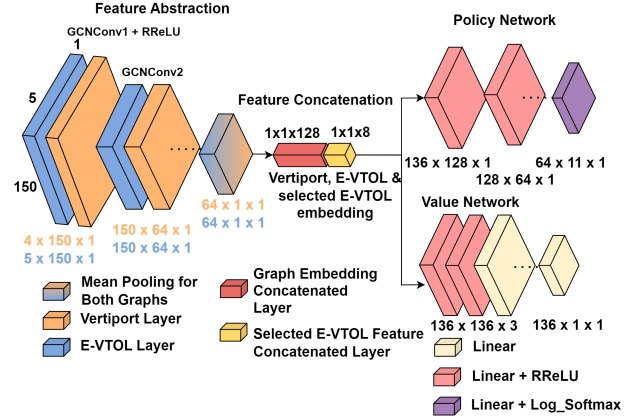 Feature Abstraction
GCNConv1 + RReLU
1
5
150
GCNConv2
4 x 150 x 1
5 x 150 x 1
150 x 64 x 1
150 x 64 x 1
64 x 1 x 1
64 x 1 x 1
Feature Concatenation
1x1x128
1x1x8
Vertiport, E-VTOL &
selected E-VTOL
embedding
Policy Network
136 x 128 x 1
128 x 64 x 1
64 x 11 x 1
Value Network
136 x 136 x 3
136 x 1 x 1
Mean Pooling for
Both Graphs
Vertiport Layer
E-VTOL Layer
Graph Embedding
Concatenated
Layer
Selected E-VTOL Feature
Concatenated Layer
Linear
Linear + RReLU
Linear + Log_Softmax